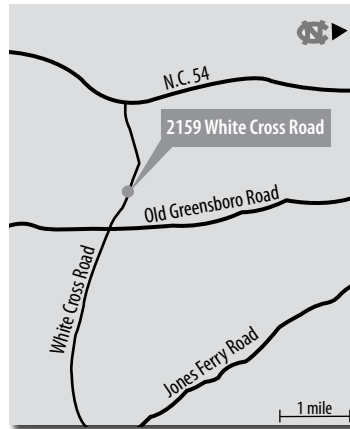 N.C. 54
2159 White Cross Road
Old Greensboro Road
White Cross Road
Jones Ferry Road
1 mile